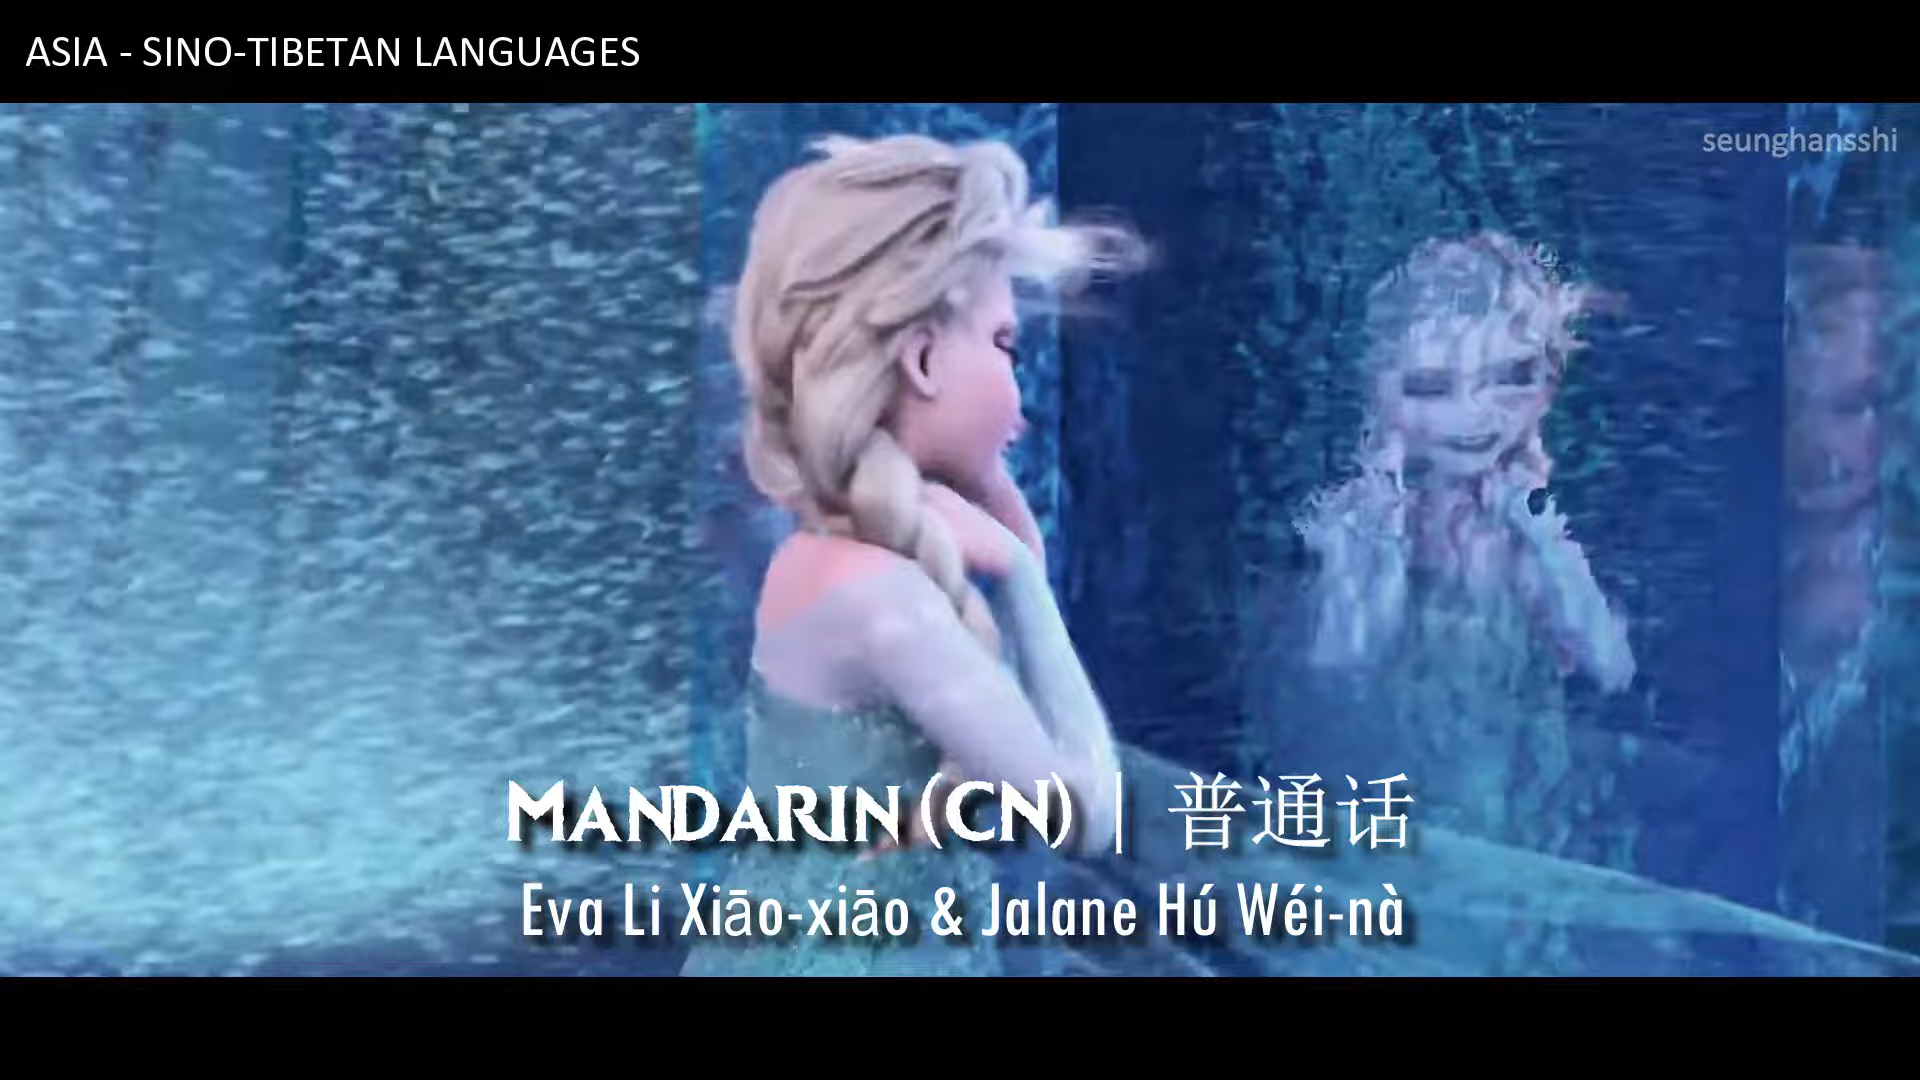 ASIA - SINO-TIBETAN LANGUAGES
seunghansshi
MANDARIN (CN) | 普通话
Eva Li Xiāo-xiāo & Jalane Hú Wéi-nà